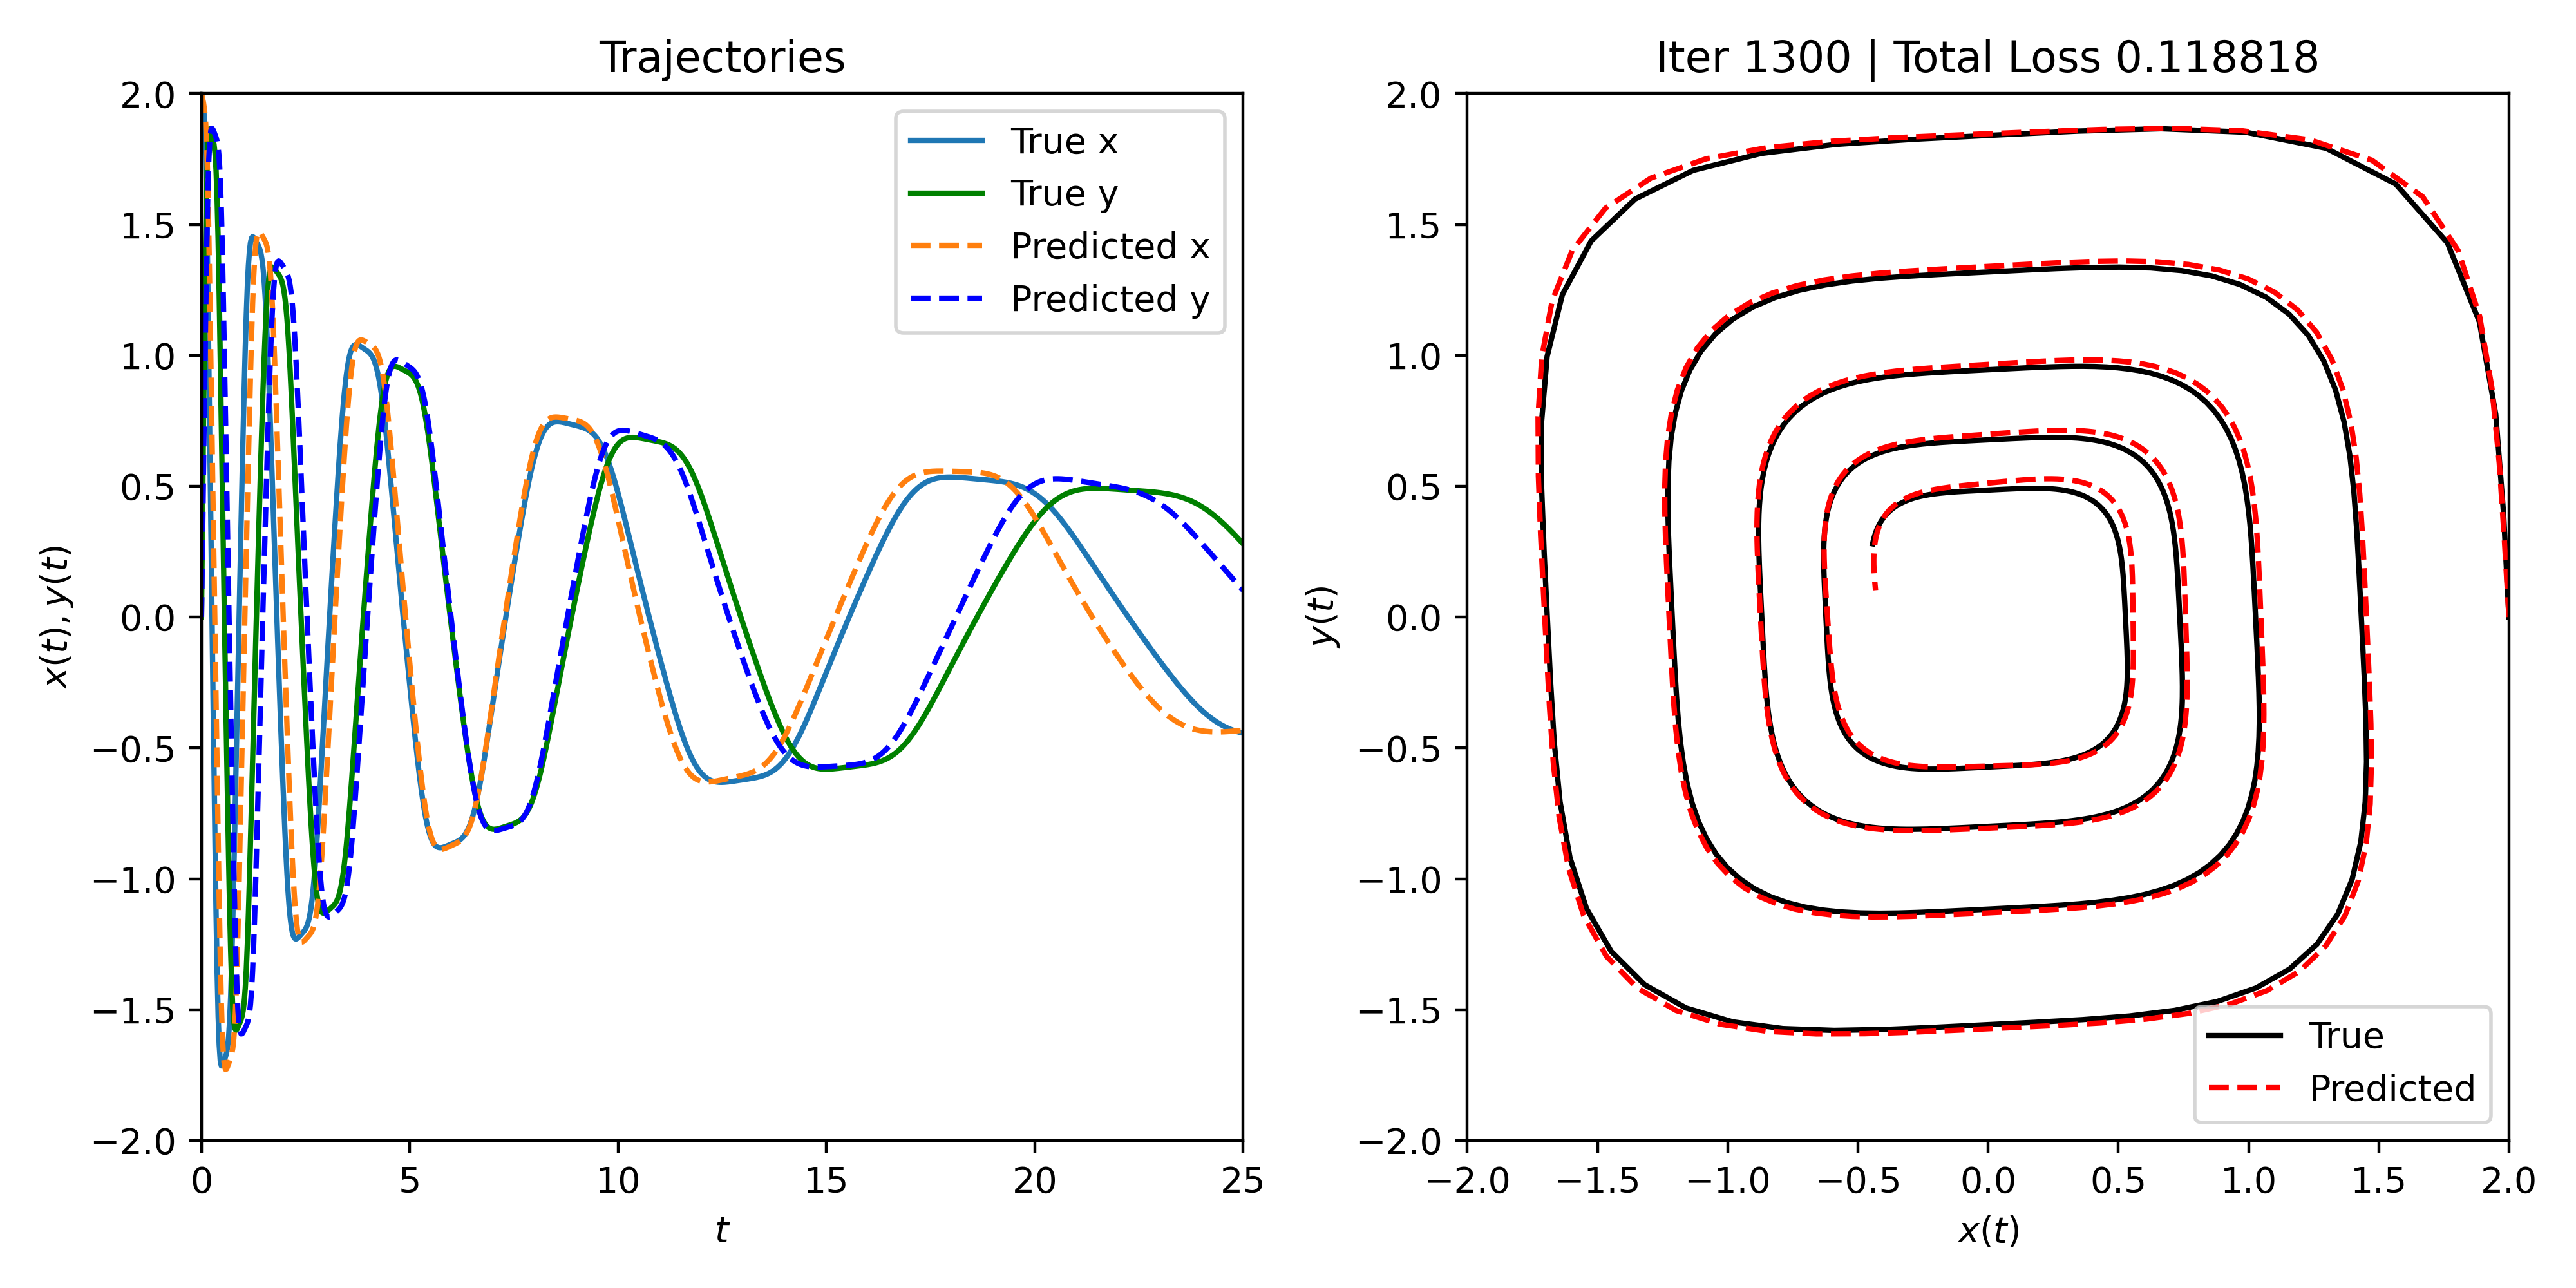 Trajectories
2.0
1.5
1.0
0.5
0.0
−0.5
−1.0
−1.5
−2.0
x(t), y(t)
0 5 10 15 20 25
t
True x
True y
Predicted x
Predicted y
Iter 1300 | Total Loss 0.118818
2.0
1.5
1.0
0.5
0.0
−0.5
−1.0
−1.5
−2.0
y(t)
−2.0 −1.5 −1.0 −0.5 0.0 0.5 1.0 1.5 2.0
x(t)
True
Predicted